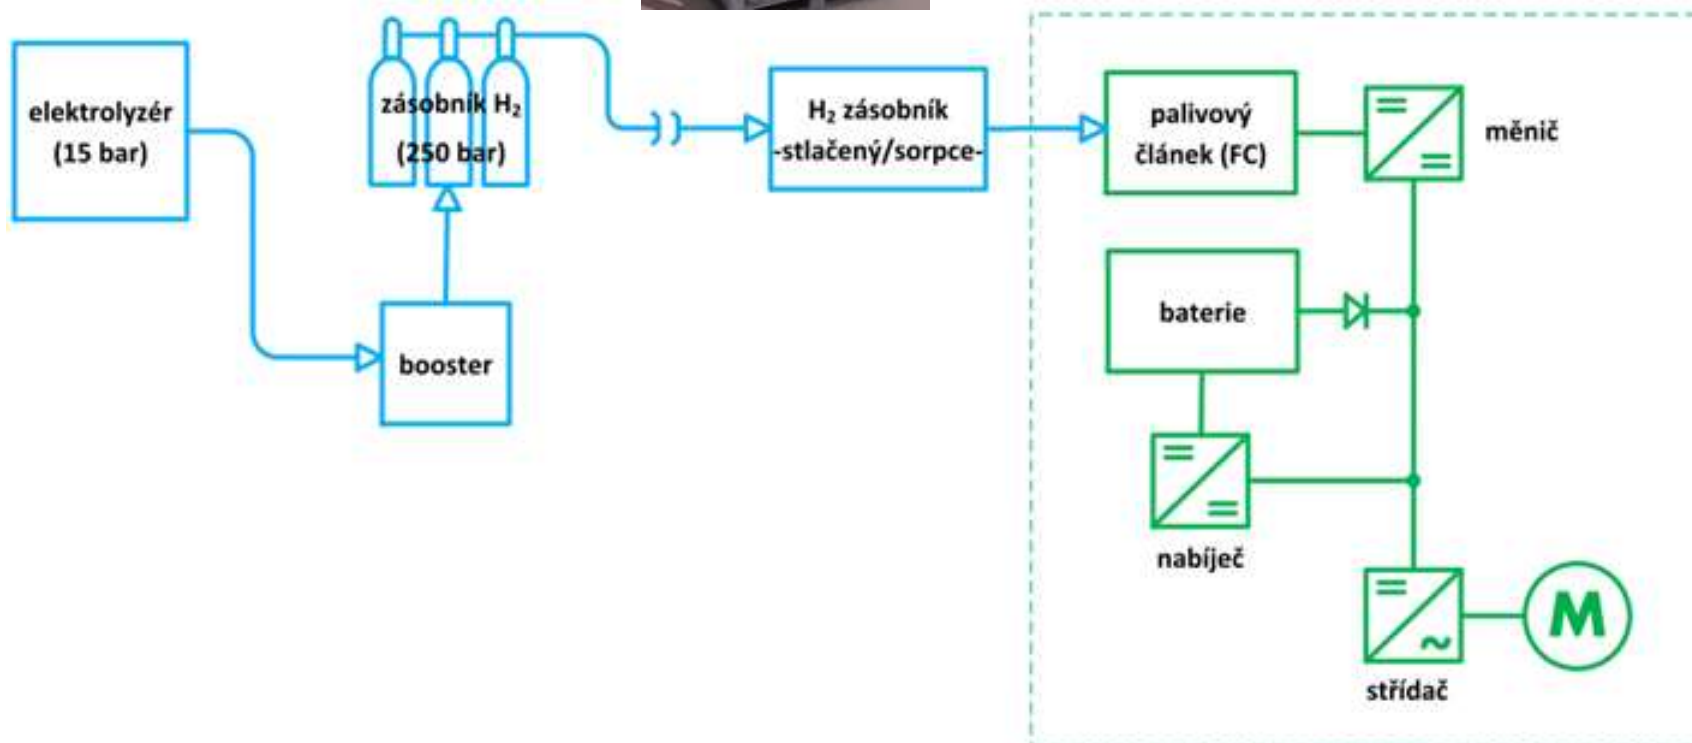 elektrolyzér
(15 bar)
zásobník H₂
(250 bar)
booster
H₂ zásobník
-stlačený/sorpce-
palivový
článek (FC)
měnič
baterie
nabíječ
střídač
M